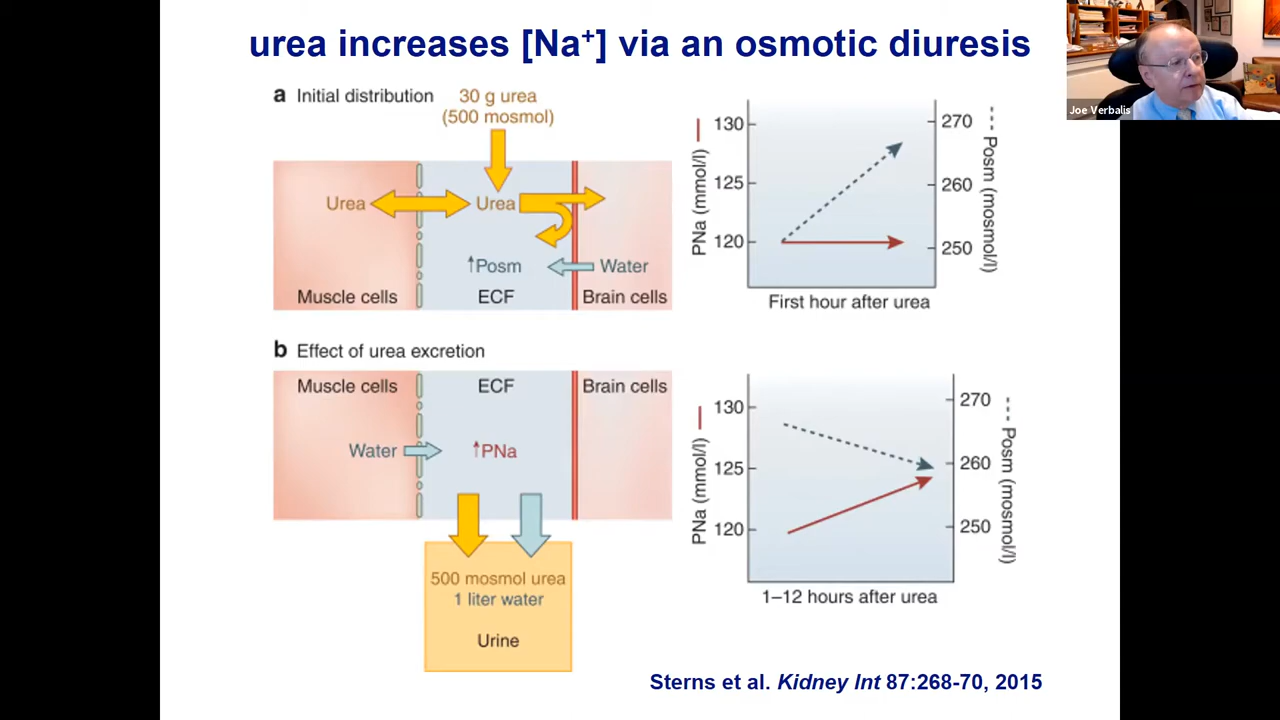 urea increases [Na+] via an osmotic diuresis
Joe Verbalis
a Initial distribution
30 g urea
(500 mosmol)
Urea
Urea
↑Posm
Water
Muscle cells
ECF
Brain cells
PNa (mmol/l)
130
125
120
270
260
250
Posm (mosmol/l)
First hour after urea
b Effect of urea excretion
Muscle cells
ECF
Brain cells
Water
↑PNa
500 mosmol urea
1 liter water
Urine
PNa (mmol/l)
130
125
120
270
260
250
Posm (mosmol/l)
1–12 hours after urea
Sterns et al. Kidney Int 87:268-70, 2015